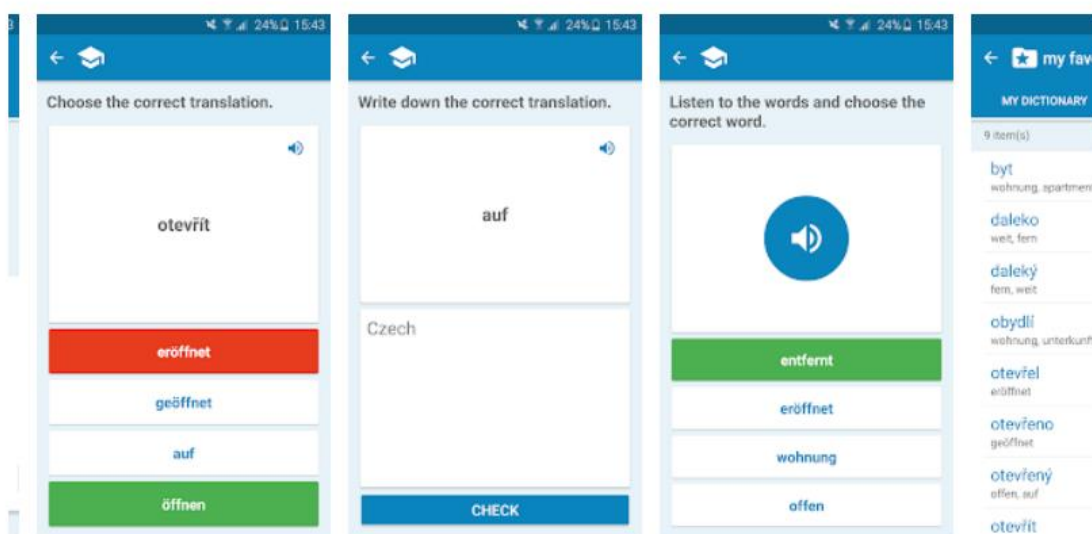 3
24% 15:43
Choose the correct translation.
otevřít
eröffnet
geöffnet
auf
öffnen
24% 15:43
Write down the correct translation.
auf
Czech
CHECK
24% 15:43
Listen to the words and choose the
correct word.
entfernt
eröffnet
wohnung
offen
my fav
MY DICTIONARY
9 item(s)
byt
wohnung, apartmen
daleko
weit, fern
daleký
fern, weit
obydlí
wohnung, unterkunf
otevřel
eröffnet
otevřeno
geöffnet
otevřený
offen, auf
otevřít